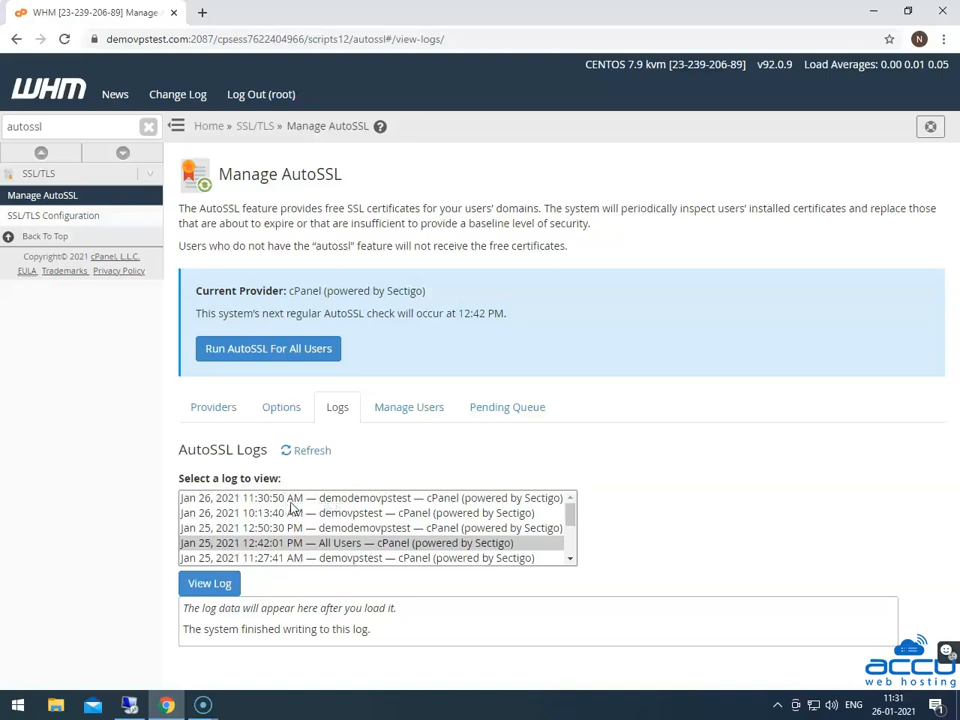 WHM [23-239-206-89] Manage A
demovpstest.com:2087/cpsess7622404966/scripts12/autossl#/view-logs/
N
CENTOS 7.9 kvm [23-239-206-89] v92.0.9 Load Averages: 0.00 0.01 0.05
WHM News Change Log Log Out (root)
autossl
Home » SSL/TLS » Manage AutoSSL
SSL/TLS
Manage AutoSSL
SSL/TLS Configuration
Back To Top
Copyright© 2021 cPanel, L.L.C.
EULA Trademarks Privacy Policy
Manage AutoSSL
The AutoSSL feature provides free SSL certificates for your users' domains. The system will periodically inspect users' installed certificates and replace those
that are about to expire or that are insufficient to provide a baseline level of security.
Users who do not have the “autossl” feature will not receive the free certificates.
Current Provider: cPanel (powered by Sectigo)
This system's next regular AutoSSL check will occur at 12:42 PM.
Run AutoSSL For All Users
Providers Options Logs Manage Users Pending Queue
AutoSSL Logs Refresh
Select a log to view:
Jan 26, 2021 11:30:50 AM — demodemovpstest — cPanel (powered by Sectigo)
Jan 26, 2021 10:13:40 AM — demovpstest — cPanel (powered by Sectigo)
Jan 25, 2021 12:50:30 PM — demodemovpstest — cPanel (powered by Sectigo)
Jan 25, 2021 12:42:01 PM — All Users — cPanel (powered by Sectigo)
Jan 25, 2021 11:27:41 AM — demovpstest — cPanel (powered by Sectigo)
View Log
The log data will appear here after you load it.
The system finished writing to this log.
accu
web hosting
ENG
11:31
26-01-2021
1